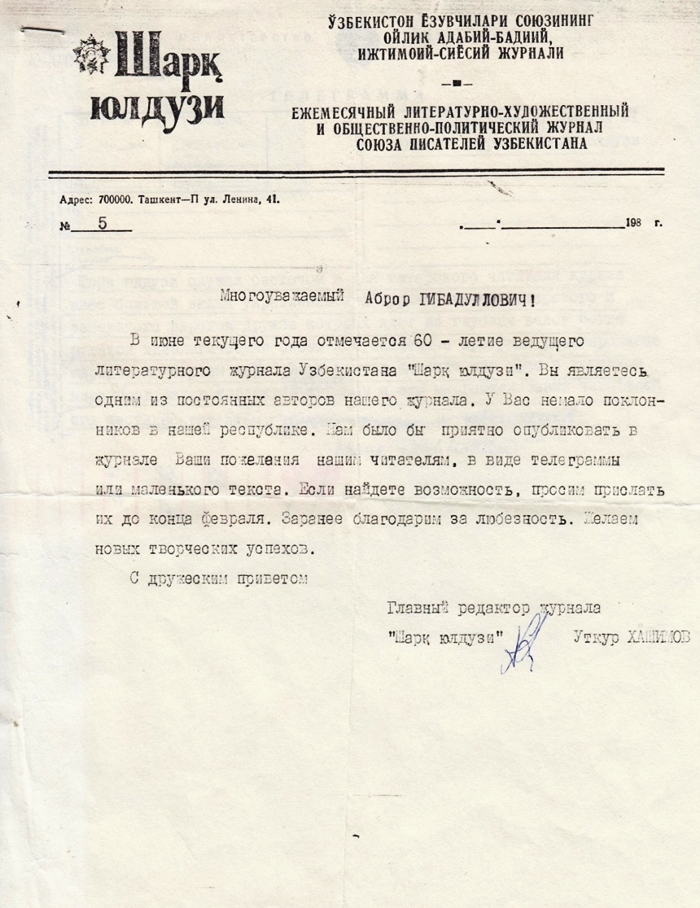 Шарқ
юлдузи
ЎЗБЕКИСТОН ЁЗУВЧИЛАРИ СОЮЗИНИНГ
ОЙЛИК АДАБИЙ-БАДИИЙ,
ИЖТИМОИЙ-СИЁСИЙ ЖУРНАЛИ
ЕЖЕМЕСЯЧНЫЙ ЛИТЕРАТУРНО-ХУДОЖЕСТВЕННЫЙ
И ОБЩЕСТВЕННО-ПОЛИТИЧЕСКИЙ ЖУРНАЛ
СОЮЗА ПИСАТЕЛЕЙ УЗБЕКИСТАНА
Адрес: 700000. Ташкент—П ул. Ленина, 41.
№ 5
198 г.
Многоуважаемый Аброр ГИБАДУЛЛОВИЧ!
В июне текущего года отмечается 60 - летие ведущего
литературного журнала Узбекистана "Шарқ юлдузи". Вы являетесь
одним из постоянных авторов нашего журнала. У Вас немало поклон-
ников в нашей республике. Нам было бы приятно опубликовать в
журнале Ваши пожелания нашим читателям, в виде телеграммы
или маленького текста. Если найдете возможность, просим прислать
их до конца февраля. Заранее благодарим за любезность. Желаем
новых творческих успехов.
С дружеским приветом
Главный редактор журнала
"Шарқ юлдузи" Уткур ХАШИМОВ